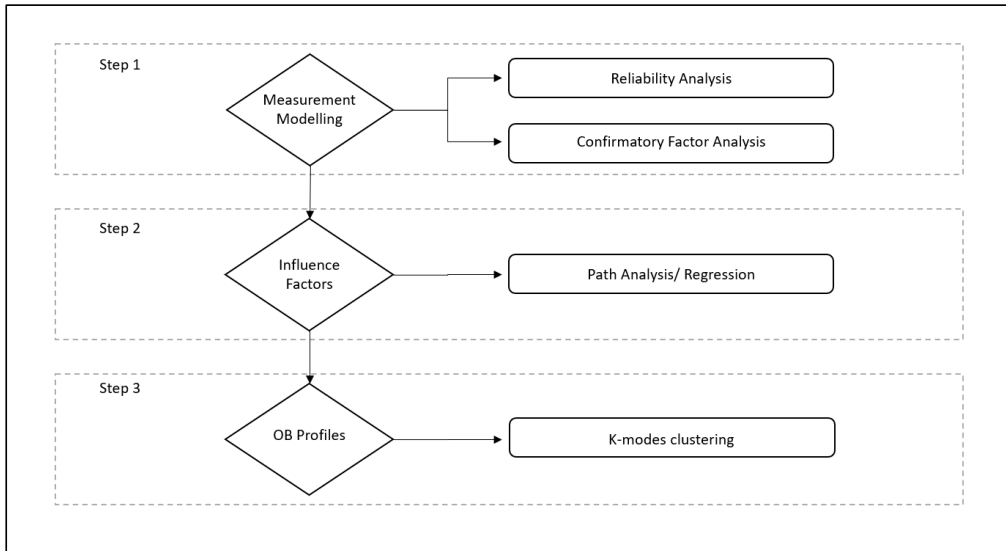 Step 1
Measurement
Modelling
Reliability Analysis
Confirmatory Factor Analysis
Step 2
Influence
Factors
Path Analysis/ Regression
Step 3
OB Profiles
K-modes clustering